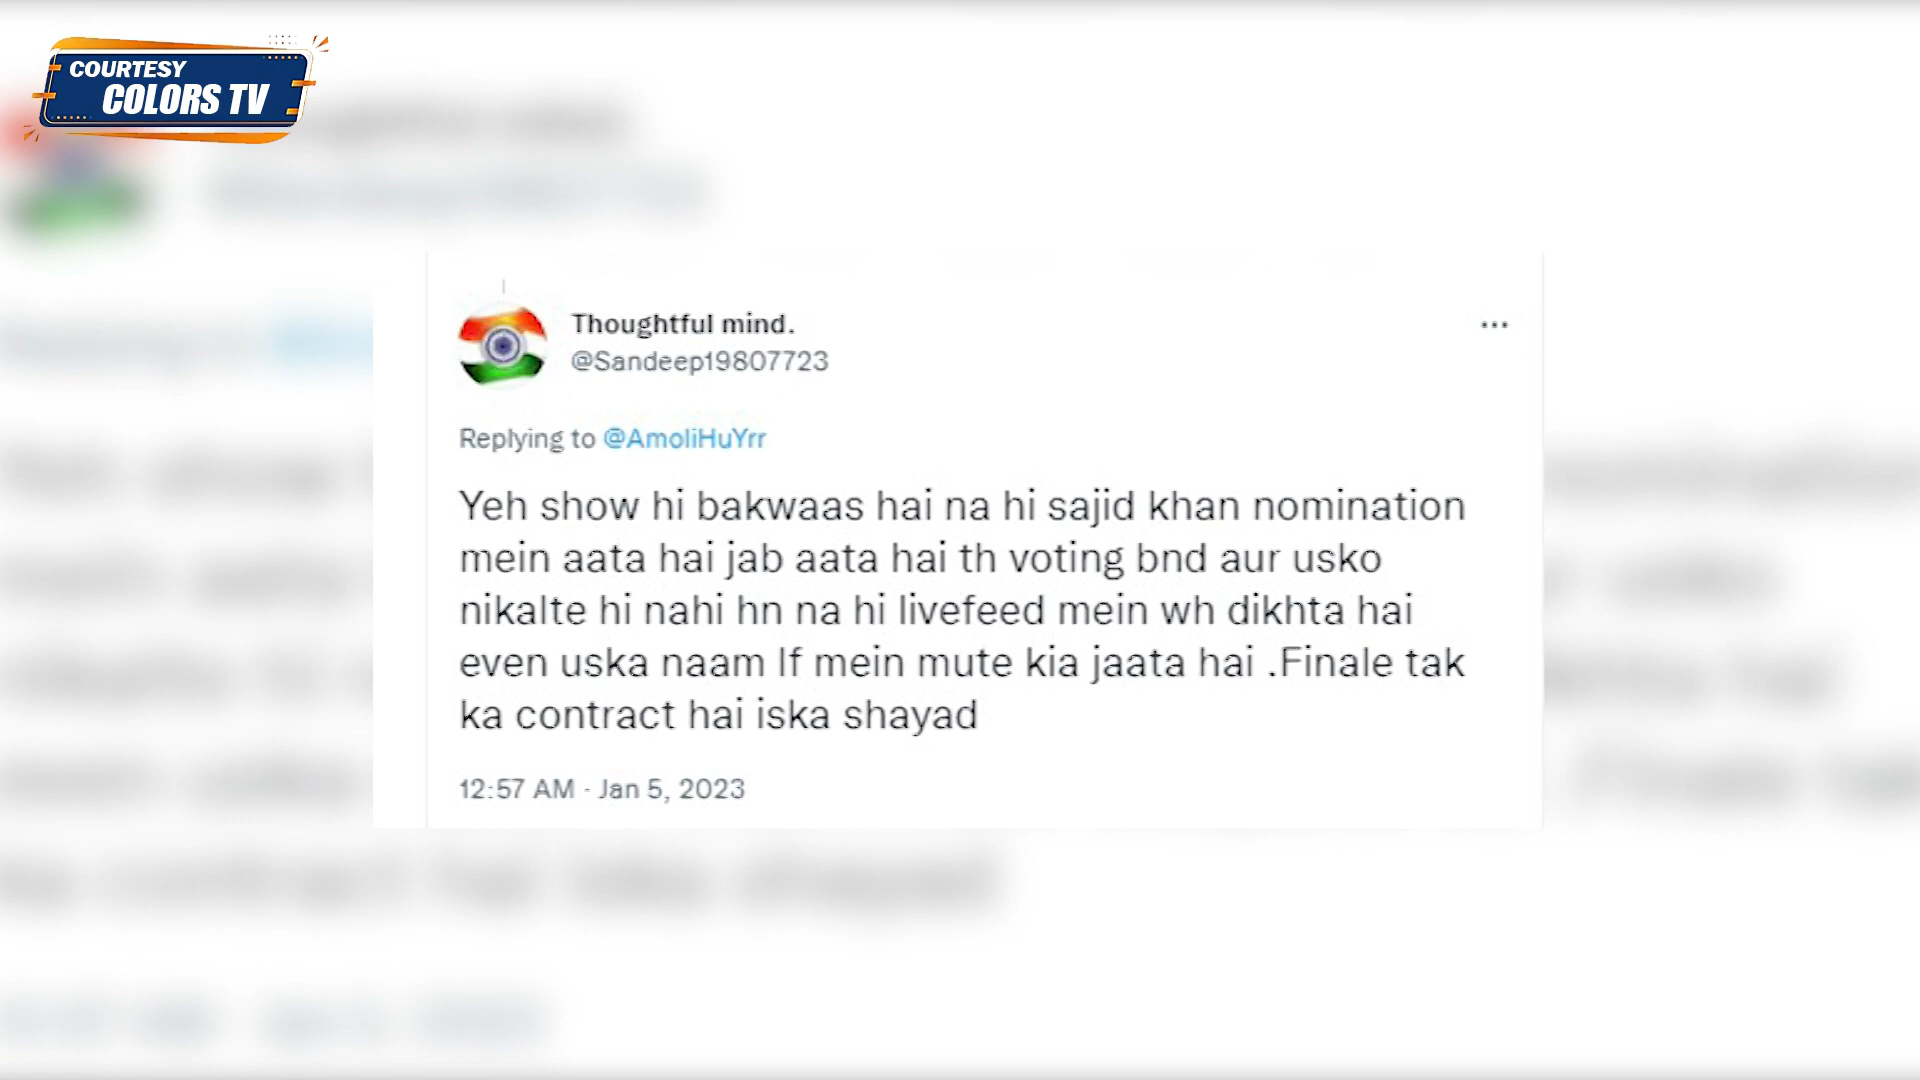 COURTESY
COLORS TV
Thoughtful mind.
@Sandeep19807723
Replying to @AmoliHuYrr
Yeh show hi bakwaas hai na hi sajid khan nomination
mein aata hai jab aata hai th voting bnd aur usko
nikalte hi nahi hn na hi livefeed mein wh dikhta hai
even uska naam lf mein mute kia jaata hai .Finale tak
ka contract hai iska shayad
12:57 AM · Jan 5, 2023